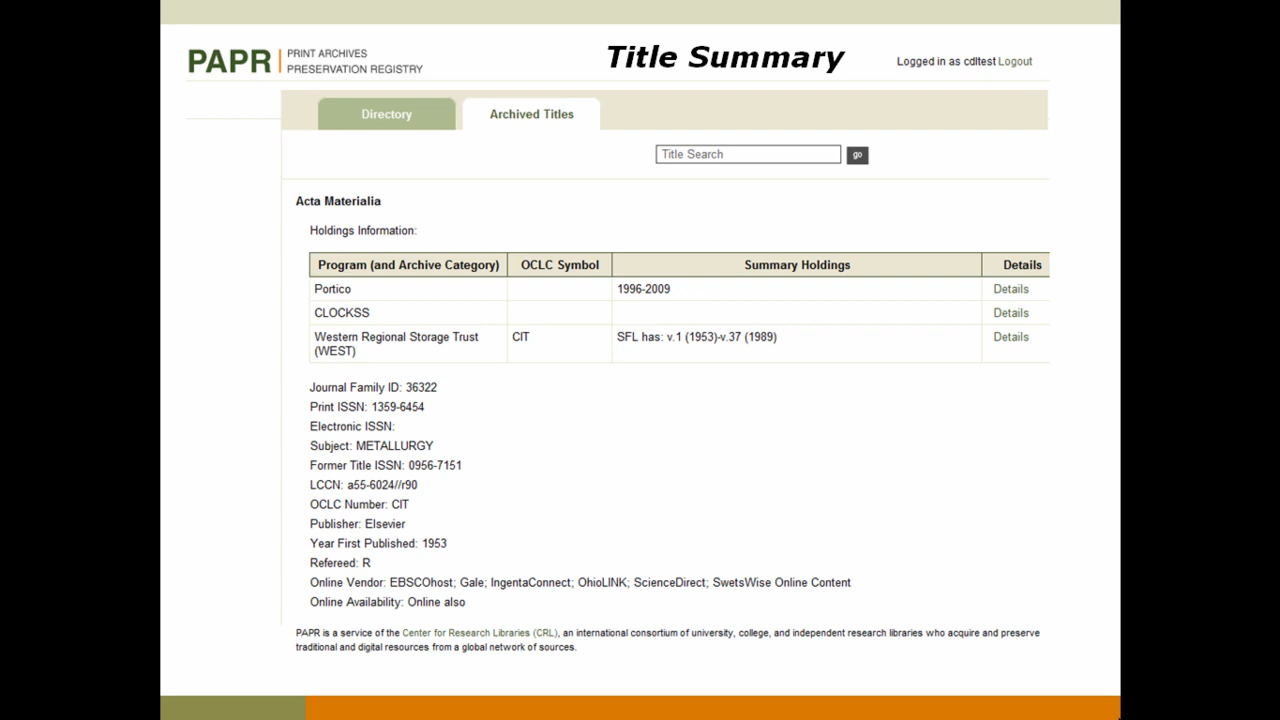 PAPR PRINT ARCHIVES
PRESERVATION REGISTRY
Title Summary
Logged in as cdltest Logout
Directory
Archived Titles
Title Search
go
Acta Materialia
Holdings Information:
Program (and Archive Category) OCLC Symbol Summary Holdings Details
Portico 1996-2009 Details
CLOCKSS Details
Western Regional Storage Trust CIT SFL has: v.1 (1953)-v.37 (1989) Details
(WEST)
Journal Family ID: 36322
Print ISSN: 1359-6454
Electronic ISSN:
Subject: METALLURGY
Former Title ISSN: 0956-7151
LCCN: a55-6024//r90
OCLC Number: CIT
Publisher: Elsevier
Year First Published: 1953
Refereed: R
Online Vendor: EBSCOhost; Gale; IngentaConnect; OhioLINK; ScienceDirect; SwetsWise Online Content
Online Availability: Online also
PAPR is a service of the Center for Research Libraries (CRL), an international consortium of university, college, and independent research libraries who acquire and preserve
traditional and digital resources from a global network of sources.